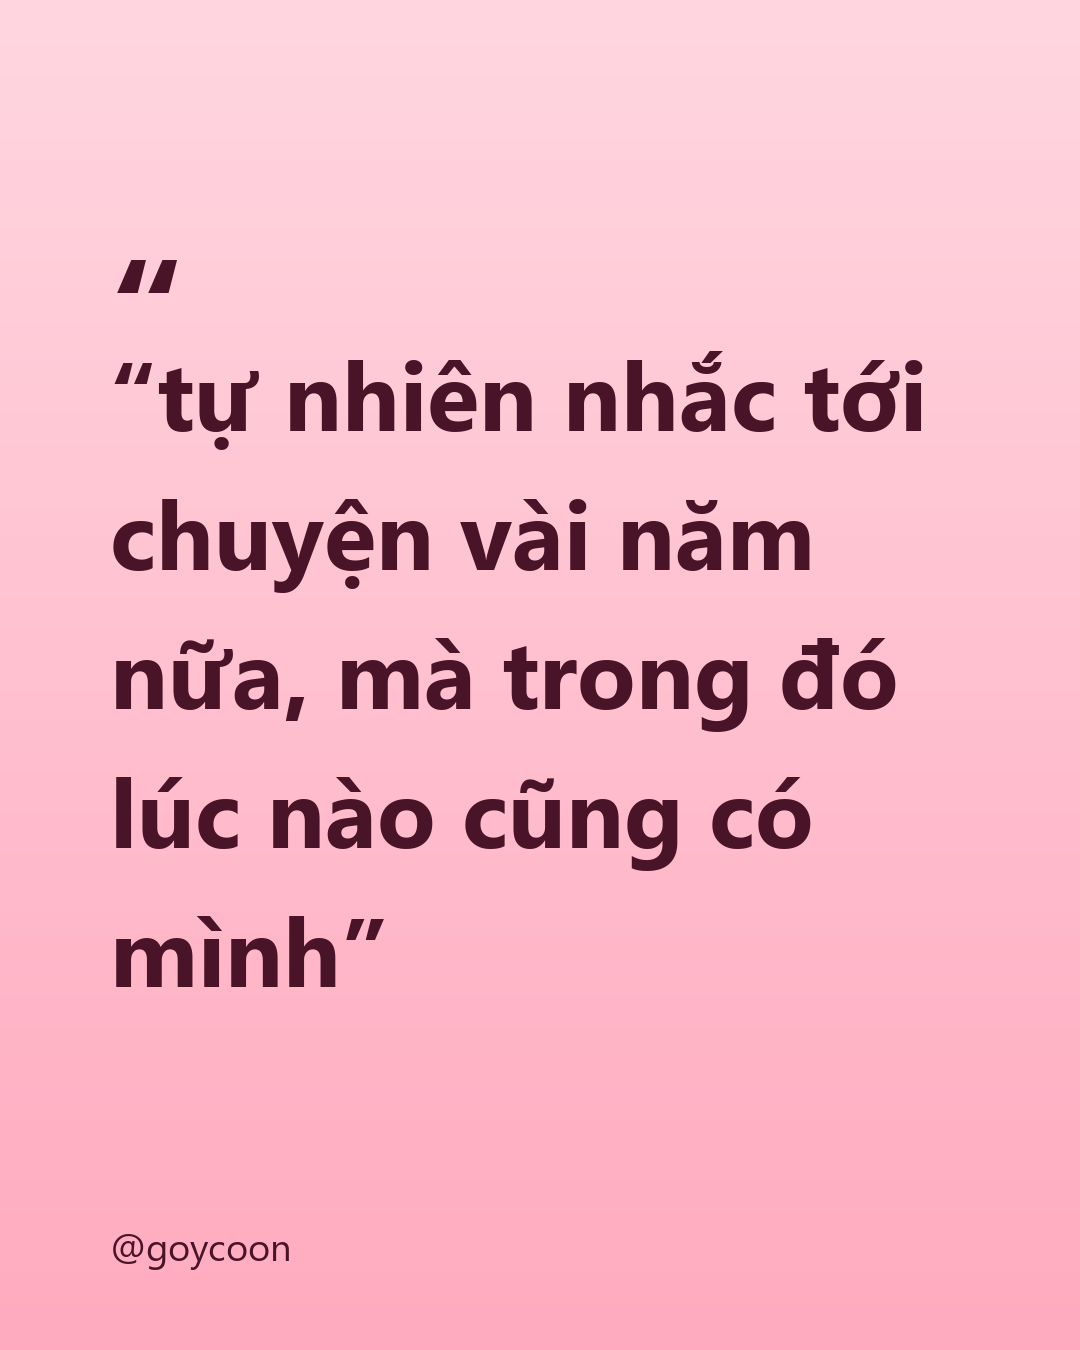 “
“tự nhiên nhắc tới
chuyện vài năm
nữa, mà trong đó
lúc nào cũng có
mình”
@goycoon